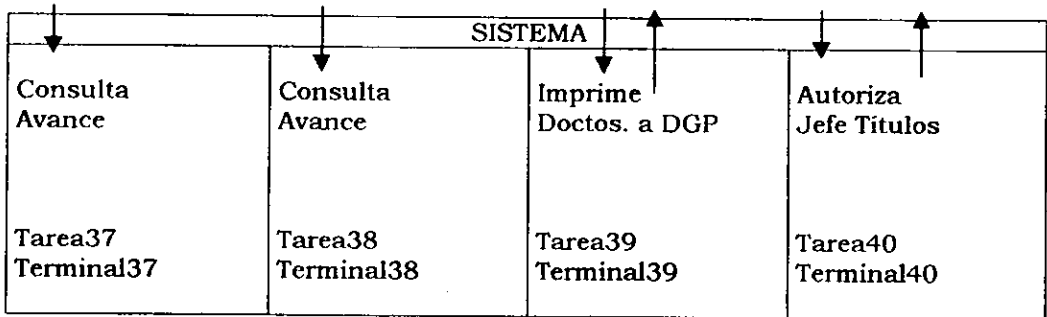 SISTEMA
Consulta
Avance
Tarea37
Terminal37
Consulta
Avance
Tarea38
Terminal38
Imprime
Doctos. a DGP
Tarea39
Terminal39
Autoriza
Jefe Títulos
Tarea40
Terminal40